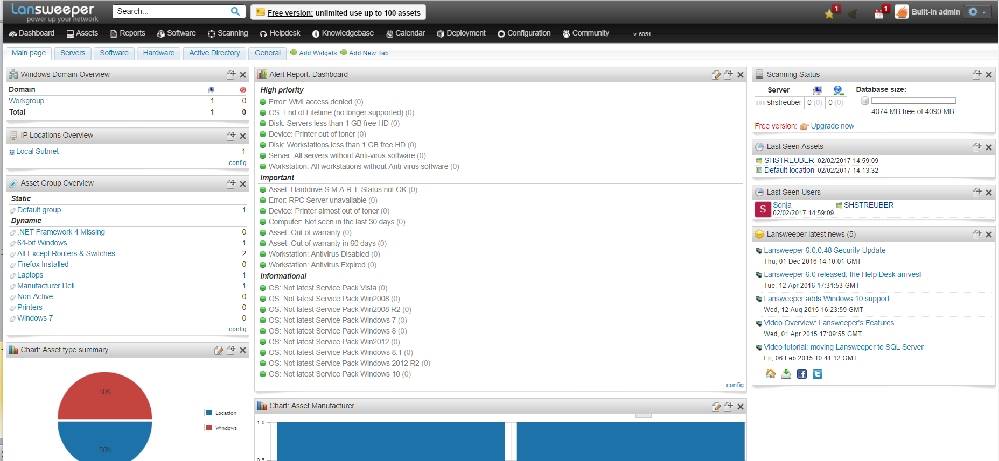 Lansweeper
power up your network
Search...
Free version: unlimited use up to 100 assets
1
1
Built-in admin
Dashboard Assets Reports Software Scanning Helpdesk Knowledgebase Calendar Deployment Configuration Community v. 6051
Main page Servers Software Hardware Active Directory General Add Widgets Add New Tab
Windows Domain Overview
Domain
Workgroup 1 0
Total 1 0
IP Locations Overview
Local Subnet 1
config
Asset Group Overview
Static
Default group 1
Dynamic
.NET Framework 4 Missing 0
64-bit Windows 1
All Except Routers & Switches 2
Firefox Installed 0
Laptops 1
Manufacturer Dell 1
Non-Active 0
Printers 0
Windows 7 0
config
Chart: Asset type summary
50%
50%
Location
Windows
Alert Report: Dashboard
High priority
Error: WMI access denied (0)
OS: End of Lifetime (no longer supported) (0)
Disk: Servers less than 1 GB free HD (0)
Device: Printer out of toner (0)
Disk: Workstations less than 1 GB free HD (0)
Server: All servers without Anti-virus software (0)
Workstation: All workstations without Anti-virus software (0)
Important
Asset: Harddrive S.M.A.R.T. Status not OK (0)
Error: RPC Server unavailable (0)
Device: Printer almost out of toner (0)
Computer: Not seen in the last 30 days (0)
Asset: Out of warranty (0)
Asset: Out of warranty in 60 days (0)
Workstation: Antivirus Disabled (0)
Workstation: Antivirus Expired (0)
Informational
OS: Not latest Service Pack Vista (0)
OS: Not latest Service Pack Win2008 (0)
OS: Not latest Service Pack Win2008 R2 (0)
OS: Not latest Service Pack Windows 7 (0)
OS: Not latest Service Pack Windows 8 (0)
OS: Not latest Service Pack Win2012 (0)
OS: Not latest Service Pack Windows 8.1 (0)
OS: Not latest Service Pack Windows 2012 R2 (0)
OS: Not latest Service Pack Windows 10 (0)
config
Chart: Asset Manufacturer
1.0
0.5
Scanning Status
Server Database size:
shstreuber 0 (0) 0 (0)
4074 MB free of 4090 MB
Free version: Upgrade now
Last Seen Assets
SHSTREUBER 02/02/2017 14:59:09
Default location 02/02/2017 14:13:32
Last Seen Users
S
Sonja SHSTREUBER
02/02/2017 14:59:09
Lansweeper latest news (5)
Lansweeper 6.0.0.48 Security Update
Thu, 01 Dec 2016 14:10:01 GMT
Lansweeper 6.0 released, the Help Desk arrives!
Tue, 12 Apr 2016 17:31:53 GMT
Lansweeper adds Windows 10 support
Wed, 12 Aug 2015 16:23:59 GMT
Video Overview: Lansweeper's Features
Wed, 01 Apr 2015 17:09:55 GMT
Video tutorial: moving Lansweeper to SQL Server
Fri, 06 Feb 2015 10:41:12 GMT